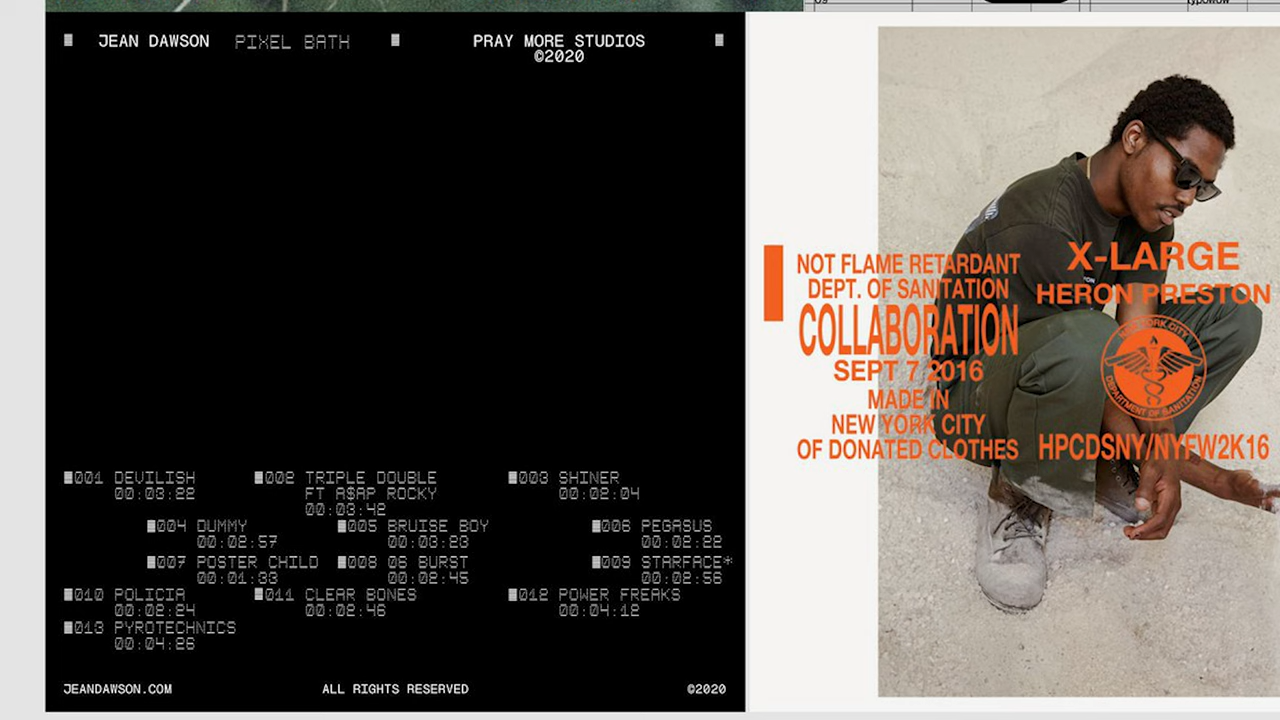 JEAN DAWSON PIXEL BATH
PRAY MORE STUDIOS
©2020
001 DEVILISH
00:03:22
002 TRIPLE DOUBLE
FT A$AP ROCKY
00:03:42
003 SHINER
00:02:04
004 DUMMY
00:02:57
005 BRUISE BOY
00:03:23
006 PEGASUS
00:02:22
007 POSTER CHILD
00:01:33
008 06 BURST
00:02:45
009 STARFACE*
00:02:56
010 POLICIA
00:02:24
011 CLEAR BONES
00:02:46
012 POWER FREAKS
00:04:12
013 PYROTECHNICS
00:04:26
JEANDAWSON.COM
ALL RIGHTS RESERVED
©2020
NOT FLAME RETARDANT
DEPT. OF SANITATION
COLLABORATION
SEPT 7 2016
MADE IN
NEW YORK CITY
OF DONATED CLOTHES
X-LARGE
HERON PRESTON
NEW YORK CITY
DEPARTMENT OF SANITATION
HPCDSNY/NYFW2K16